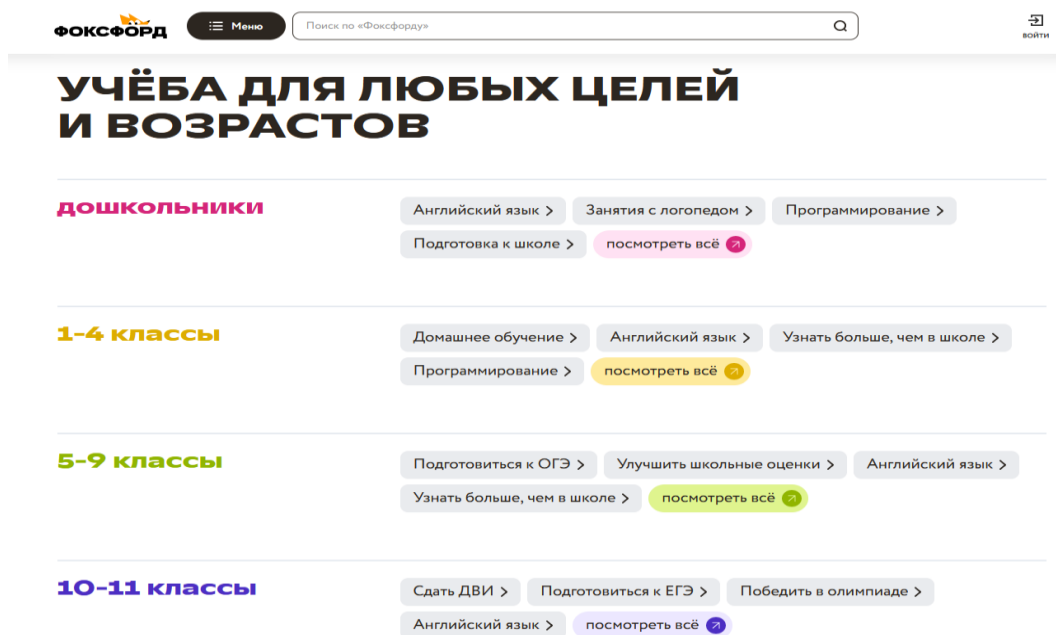 ФОКСФОРД
Меню
Поиск по «Фоксфорду»
войти
УЧЁБА ДЛЯ ЛЮБЫХ ЦЕЛЕЙ
И ВОЗРАСТОВ
дошкольники
Английский язык > Занятия с логопедом > Программирование >
Подготовка к школе > посмотреть всё
1-4 классы
Домашнее обучение > Английский язык > Узнать больше, чем в школе >
Программирование > посмотреть всё
5-9 классы
Подготовиться к ОГЭ > Улучшить школьные оценки > Английский язык >
Узнать больше, чем в школе > посмотреть всё
10-11 классы
Сдать ДВИ > Подготовиться к ЕГЭ > Победить в олимпиаде >
Английский язык > посмотреть всё